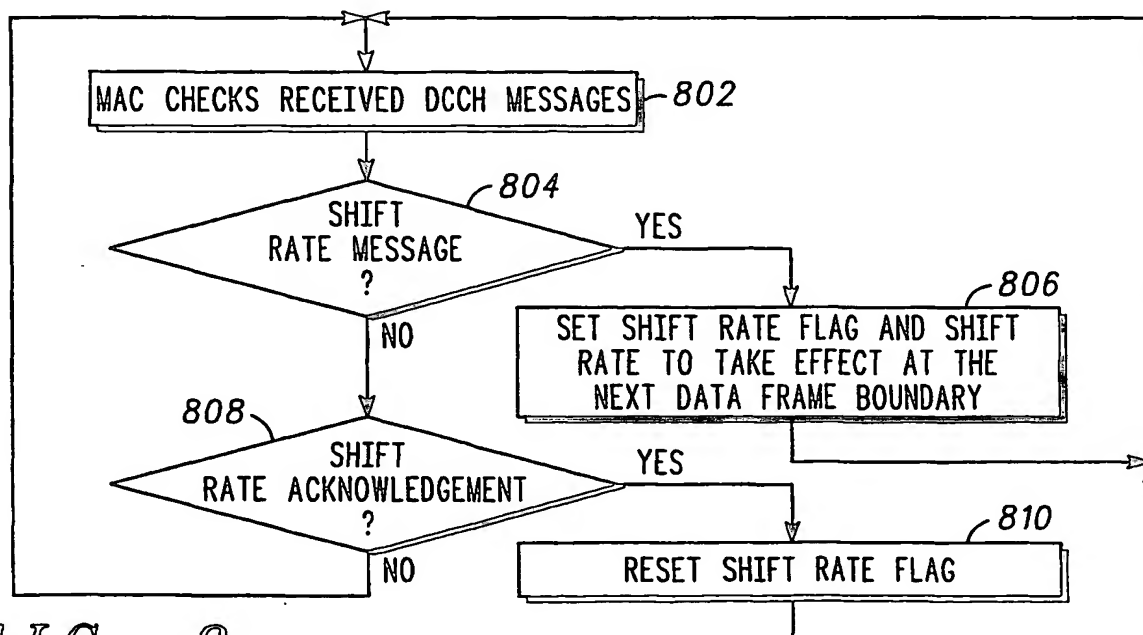 MAC CHECKS RECEIVED DCCH MESSAGES
802
804
SHIFT
RATE MESSAGE
?
YES
NO
806
SET SHIFT RATE FLAG AND SHIFT
RATE TO TAKE EFFECT AT THE
NEXT DATA FRAME BOUNDARY
808
SHIFT
RATE ACKNOWLEDGEMENT
?
YES
NO
810
RESET SHIFT RATE FLAG